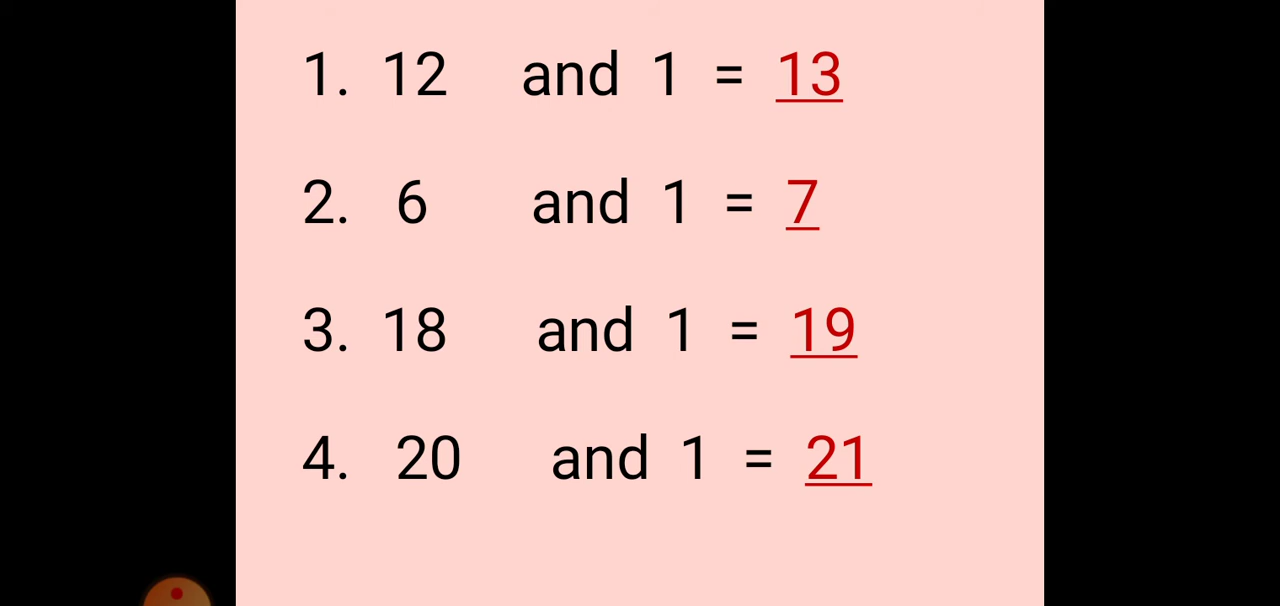 1. 12 and 1 = 13
2. 6 and 1 = 7
3. 18 and 1 = 19
4. 20 and 1 = 21